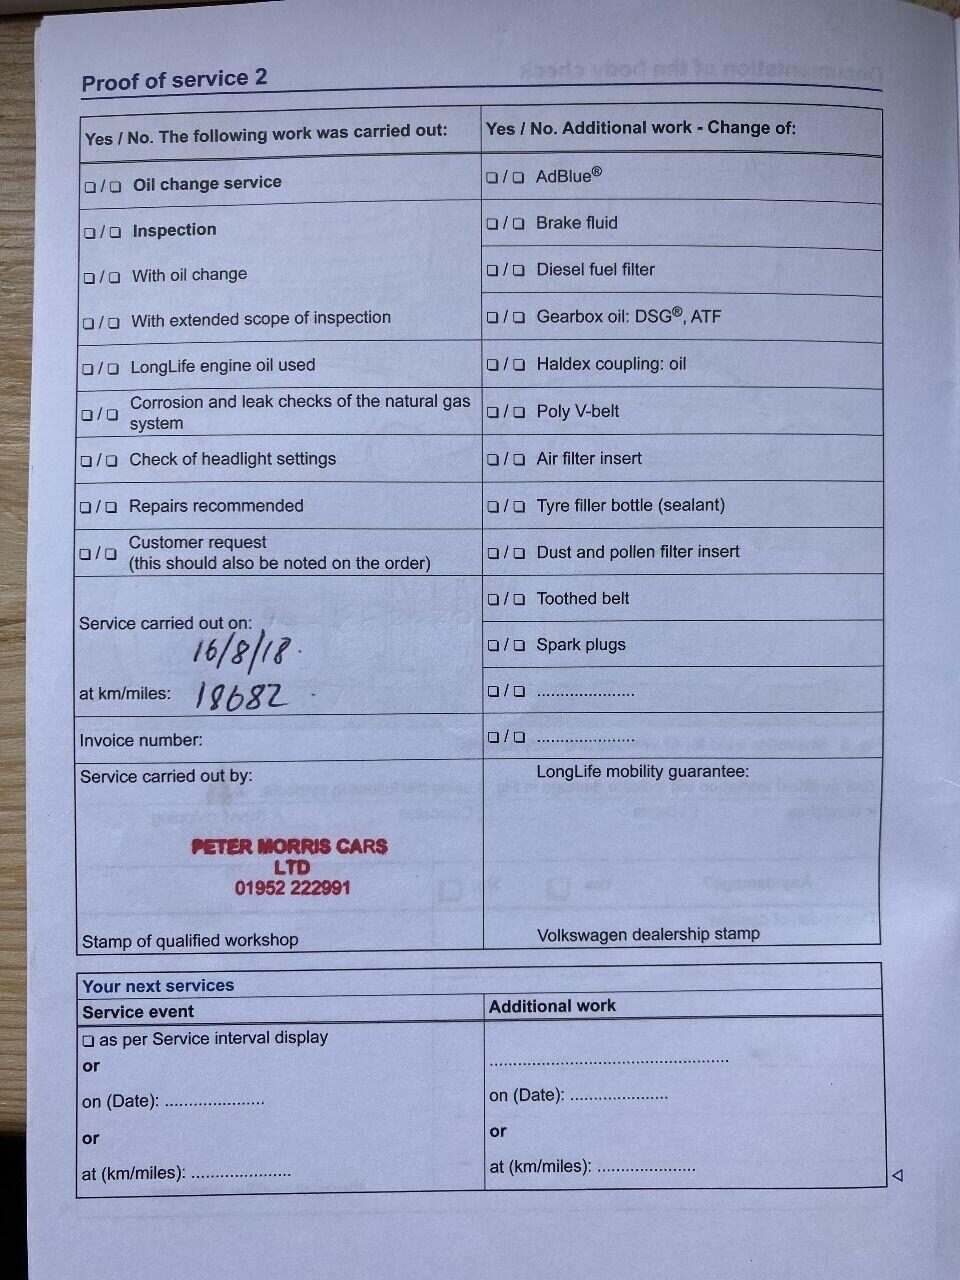 Proof of service 2
Yes / No. The following work was carried out:
❏ / ❏ Oil change service
❏ / ❏ Inspection
❏ / ❏ With oil change
❏ / ❏ With extended scope of inspection
❏ / ❏ LongLife engine oil used
❏ / ❏ Corrosion and leak checks of the natural gas
system
❏ / ❏ Check of headlight settings
❏ / ❏ Repairs recommended
❏ / ❏ Customer request
(this should also be noted on the order)
Service carried out on:
16/8/18.
at km/miles: 18682
Invoice number:
Service carried out by:
PETER MORRIS CARS
LTD
01952 222991
Stamp of qualified workshop
Yes / No. Additional work - Change of:
❏ / ❏ AdBlue®
❏ / ❏ Brake fluid
❏ / ❏ Diesel fuel filter
❏ / ❏ Gearbox oil: DSG®, ATF
❏ / ❏ Haldex coupling: oil
❏ / ❏ Poly V-belt
❏ / ❏ Air filter insert
❏ / ❏ Tyre filler bottle (sealant)
❏ / ❏ Dust and pollen filter insert
❏ / ❏ Toothed belt
❏ / ❏ Spark plugs
❏ / ❏ .....................
❏ / ❏ .....................
LongLife mobility guarantee:
Volkswagen dealership stamp
Your next services
Service event
❏ as per Service interval display
or
on (Date): .....................
or
at (km/miles): .....................
Additional work
....................................................
on (Date): .....................
or
at (km/miles): .....................